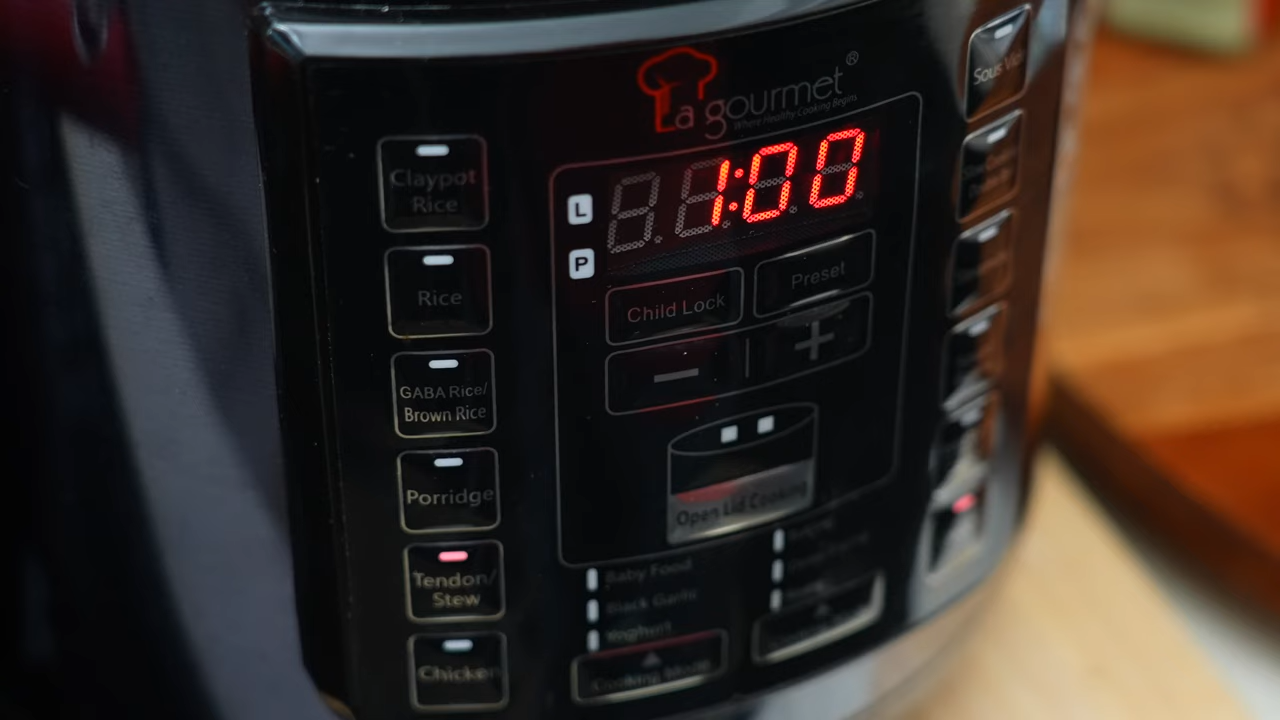 La gourmet®
Where Healthy Cooking Begins
1:00
L
P
Child Lock
Preset
Open Lid Cooking
Claypot
Rice
Rice
GABA Rice/
Brown Rice
Porridge
Tendon/
Stew
Chicken
Baby Food
Black Garlic
Yoghurt
Cooking Mode
Sous Vide